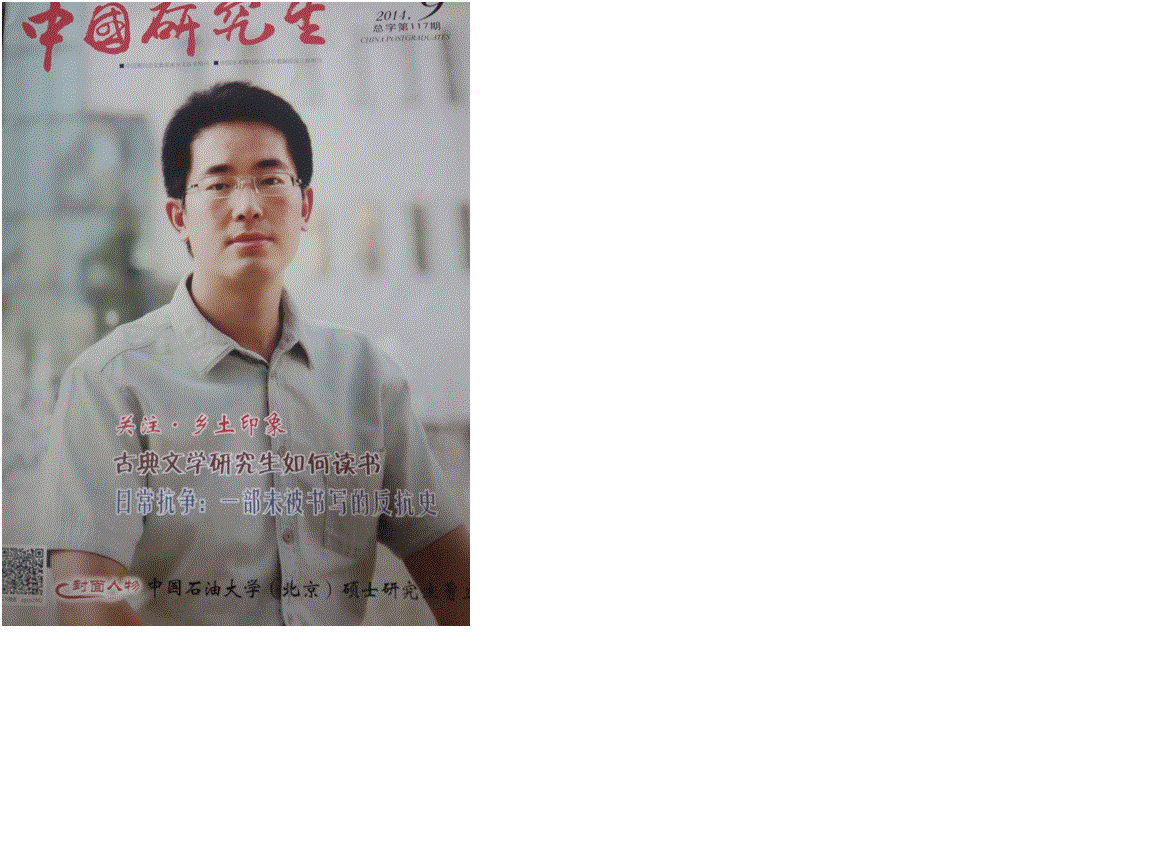 中國研究生
2014. 9
总字第117期
CHINA POSTGRADUATES
关注·乡土印象
古典文学研究生如何读书
日常抗争：一部未被书写的反抗史
封面人物 中国石油大学（北京）硕士研究生曹